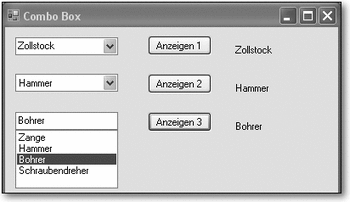 Combo Box
Zollstock Anzeigen 1 Zollstock
Hammer Anzeigen 2 Hammer
Bohrer Anzeigen 3 Bohrer
Zange
Hammer
Bohrer
Schraubendreher